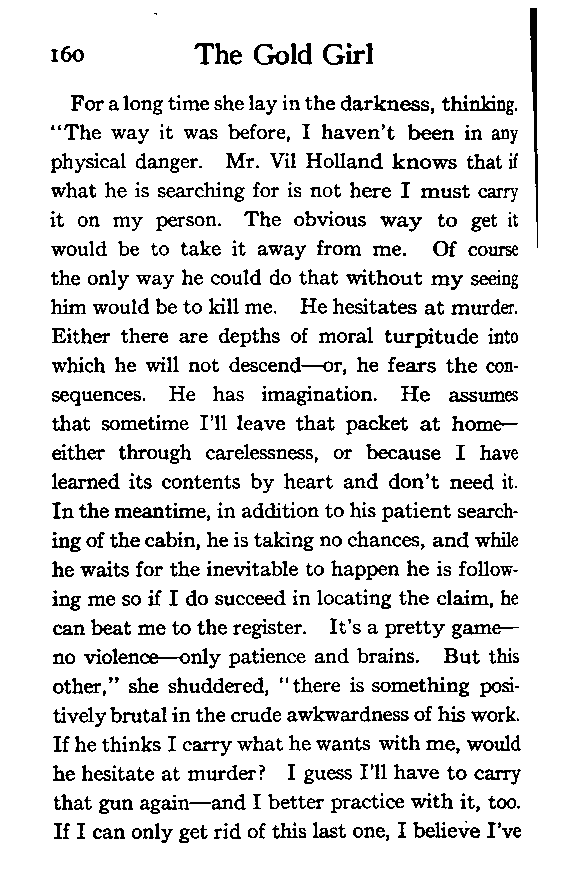 160 The Gold Girl
For a long time she lay in the darkness, thinking.
"The way it was before, I haven't been in any
physical danger. Mr. Vil Holland knows that if
what he is searching for is not here I must carry
it on my person. The obvious way to get it
would be to take it away from me. Of course
the only way he could do that without my seeing
him would be to kill me. He hesitates at murder.
Either there are depths of moral turpitude into
which he will not descend—or, he fears the con-
sequences. He has imagination. He assumes
that sometime I'll leave that packet at home—
either through carelessness, or because I have
learned its contents by heart and don't need it.
In the meantime, in addition to his patient search-
ing of the cabin, he is taking no chances, and while
he waits for the inevitable to happen he is follow-
ing me so if I do succeed in locating the claim, he
can beat me to the register. It's a pretty game—
no violence—only patience and brains. But this
other," she shuddered, "there is something posi-
tively brutal in the crude awkwardness of his work.
If he thinks I carry what he wants with me, would
he hesitate at murder? I guess I'll have to carry
that gun again—and I better practice with it, too.
If I can only get rid of this last one, I believe I've